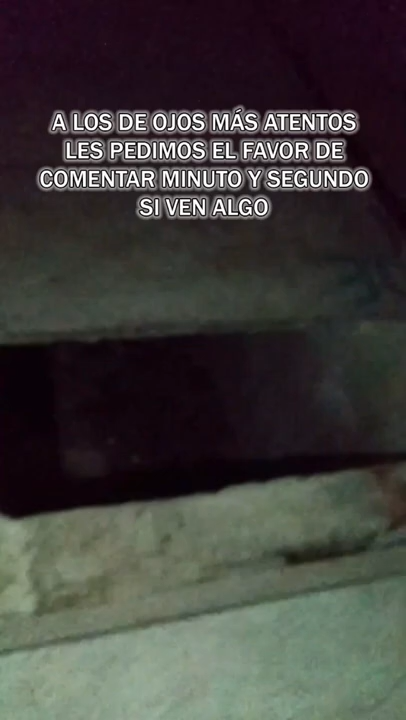 A LOS DE OJOS MÁS ATENTOS
LES PEDIMOS EL FAVOR DE
COMENTAR MINUTO Y SEGUNDO
SI VEN ALGO